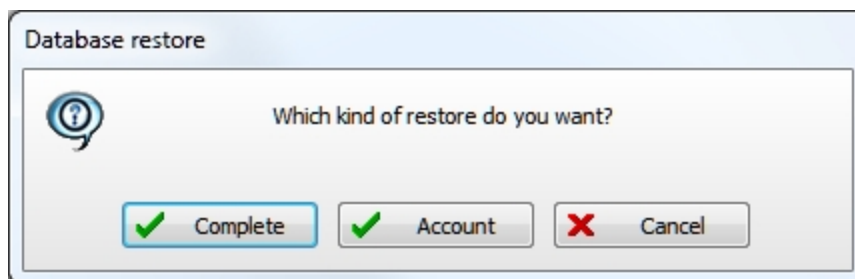 Database restore
Which kind of restore do you want?
Complete Account Cancel